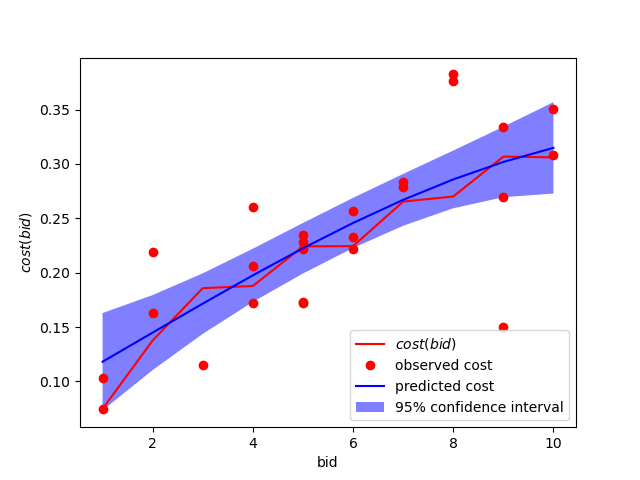 0.35
0.30
0.25
0.20
0.15
0.10
cost(bid)
cost(bid)
observed cost
predicted cost
95% confidence interval
2 4 6 8 10
bid